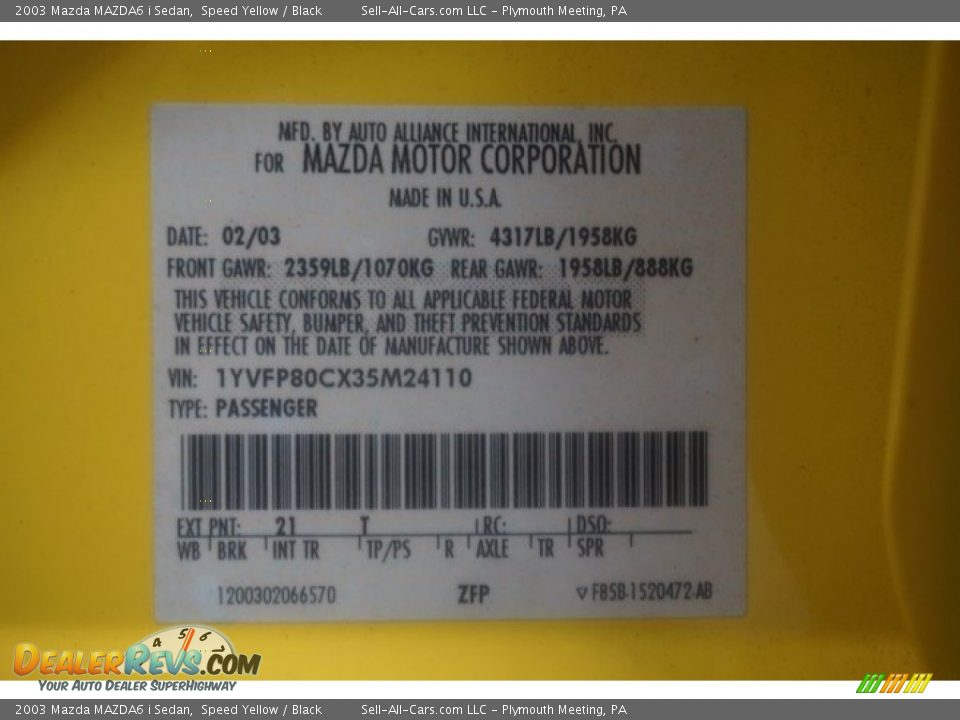 2003 Mazda MAZDA6 i Sedan,  Speed Yellow / Black          Sell-All-Cars.com LLC - Plymouth Meeting, PA
MFD. BY AUTO ALLIANCE INTERNATIONAL, INC.
FOR MAZDA MOTOR CORPORATION
MADE IN U.S.A.
DATE: 02/03 GVWR: 4317LB/1958KG
FRONT GAWR: 2359LB/1070KG REAR GAWR: 1958LB/888KG
THIS VEHICLE CONFORMS TO ALL APPLICABLE FEDERAL MOTOR
VEHICLE SAFETY, BUMPER, AND THEFT PREVENTION STANDARDS
IN EFFECT ON THE DATE OF MANUFACTURE SHOWN ABOVE.
VIN: 1YVFP80CX35M24110
TYPE: PASSENGER
EXT PNT: 21 T RC: DSO:
WB BRK INT TR TP/PS R AXLE TR SPR
1200302066570 ZFP ▽ FB5B-1520472-AB
4 5 6
DEALERREVS.COM
YOUR AUTO DEALER SUPERHIGHWAY
2003 Mazda MAZDA6 i Sedan,  Speed Yellow / Black          Sell-All-Cars.com LLC - Plymouth Meeting, PA